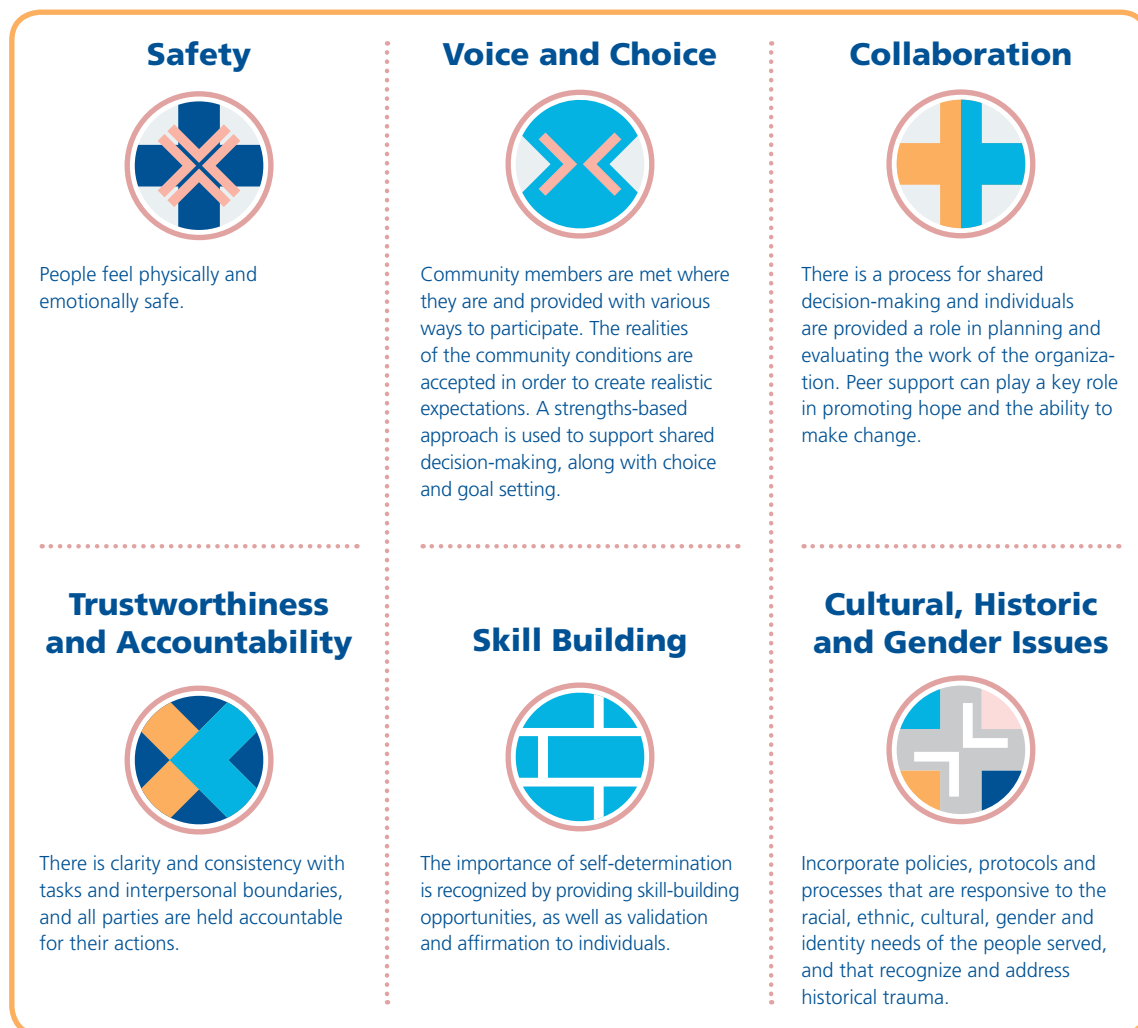 Safety
People feel physically and
emotionally safe.
Voice and Choice
Community members are met where
they are and provided with various
ways to participate. The realities
of the community conditions are
accepted in order to create realistic
expectations. A strengths-based
approach is used to support shared
decision-making, along with choice
and goal setting.
Collaboration
There is a process for shared
decision-making and individuals
are provided a role in planning and
evaluating the work of the organiza-
tion. Peer support can play a key role
in promoting hope and the ability to
make change.
Trustworthiness
and Accountability
There is clarity and consistency with
tasks and interpersonal boundaries,
and all parties are held accountable
for their actions.
Skill Building
The importance of self-determination
is recognized by providing skill-building
opportunities, as well as validation
and affirmation to individuals.
Cultural, Historic
and Gender Issues
Incorporate policies, protocols and
processes that are responsive to the
racial, ethnic, cultural, gender and
identity needs of the people served,
and that recognize and address
historical trauma.